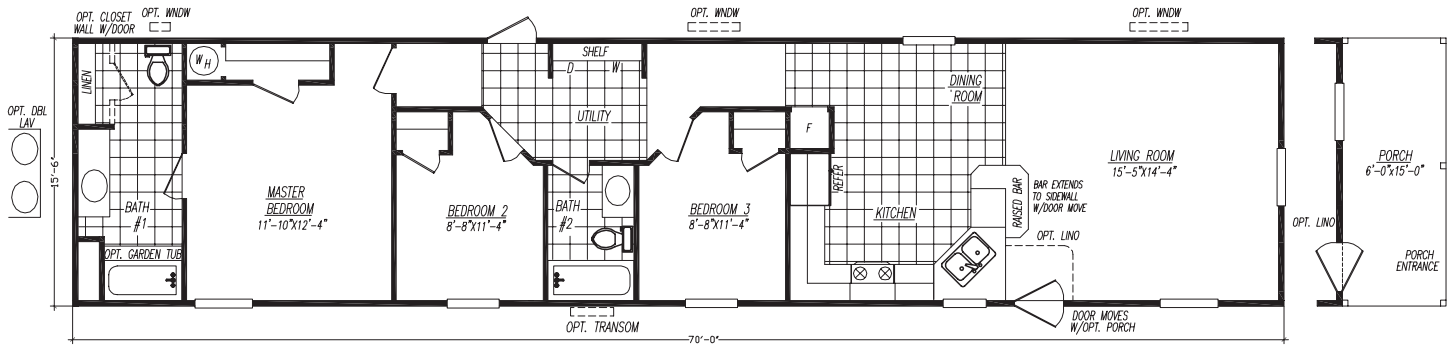 OPT. CLOSET
WALL W/DOOR
OPT. WNDW
OPT. WNDW
OPT. WNDW
LINEN
WH
SHELF
D W
UTILITY
DINING
ROOM
F
OPT. DBL
LAV
15'-6"
MASTER
BEDROOM
11'-10"X12'-4"
BATH
#1
OPT. GARDEN TUB
BEDROOM 2
8'-8"X11'-4"
BATH
#2
BEDROOM 3
8'-8"X11'-4"
REFER
KITCHEN
RAISED BAR
BAR EXTENDS
TO SIDEWALL
W/DOOR MOVE
OPT. LINO
LIVING ROOM
15'-5"X14'-4"
PORCH
6'-0"X15'-0"
OPT. LINO
PORCH
ENTRANCE
OPT. TRANSOM
DOOR MOVES
W/OPT. PORCH
70'-0"